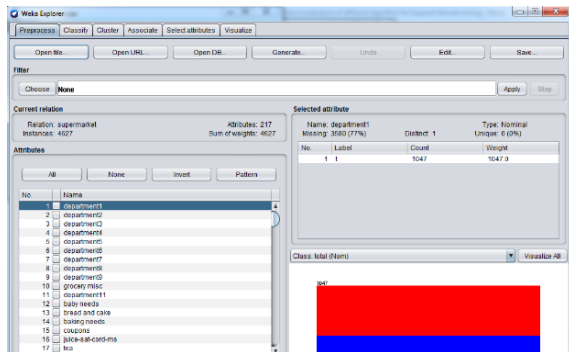 Weka Explorer
Preprocess Classify Cluster Associate Select attributes Visualize
Open file... Open URL... Open DB... Generate... Undo Edit... Save...
Filter
Choose None Apply Stop
Current relation
Relation: supermarket Attributes: 217
Instances: 4627 Sum of weights: 4627
Attributes
All None Invert Pattern
No. Name
1 department1
2 department2
3 department3
4 department4
5 department5
6 department6
7 department7
8 department8
9 department9
10 grocery misc
11 department11
12 baby needs
13 bread and cake
14 baking needs
15 coupons
16 juice-sat-cord-ms
17 tea
Selected attribute
Name: department1 Type: Nominal
Missing: 3580 (77%) Distinct: 1 Unique: 0 (0%)
No. Label Count Weight
1 1 1047 1047.0
Class: total (Nom) Visualize All
1047